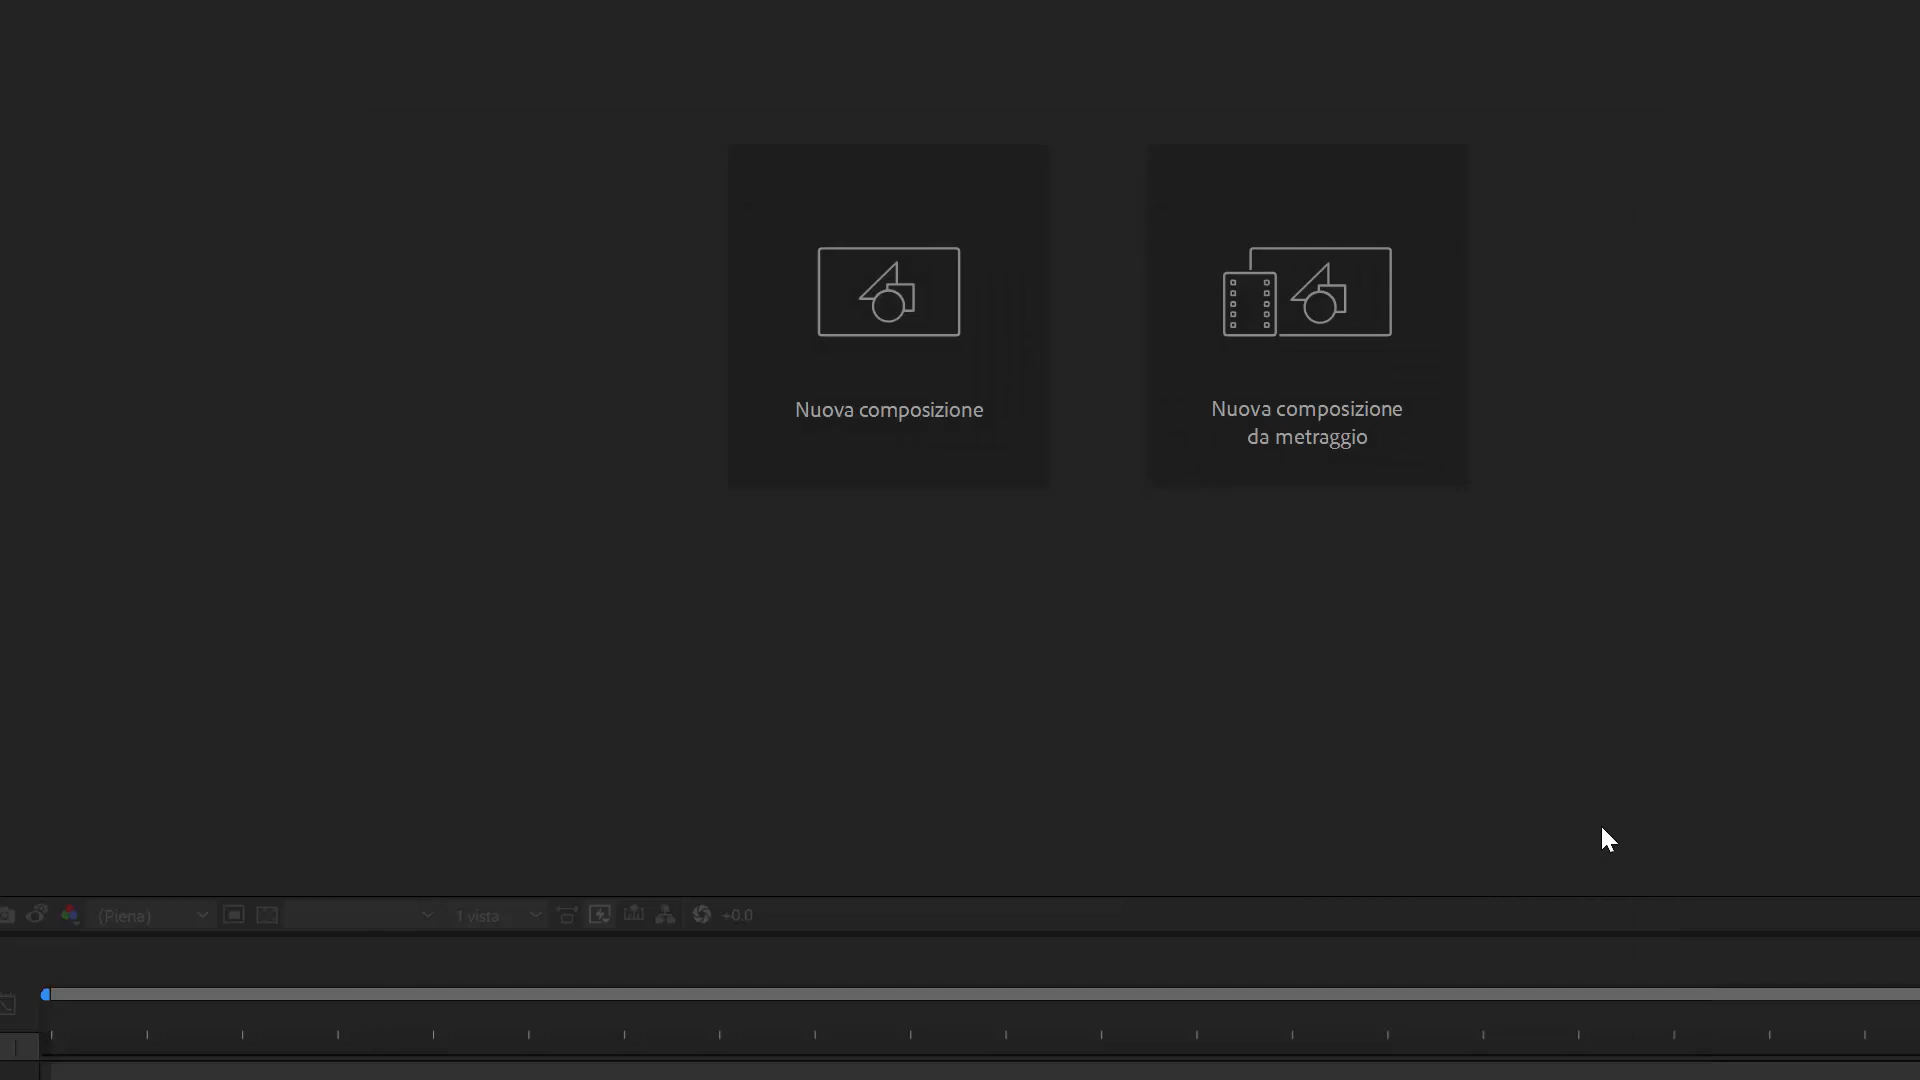 Nuova composizione
Nuova composizione
da metraggio
(Piena)
1 vista
+0.0